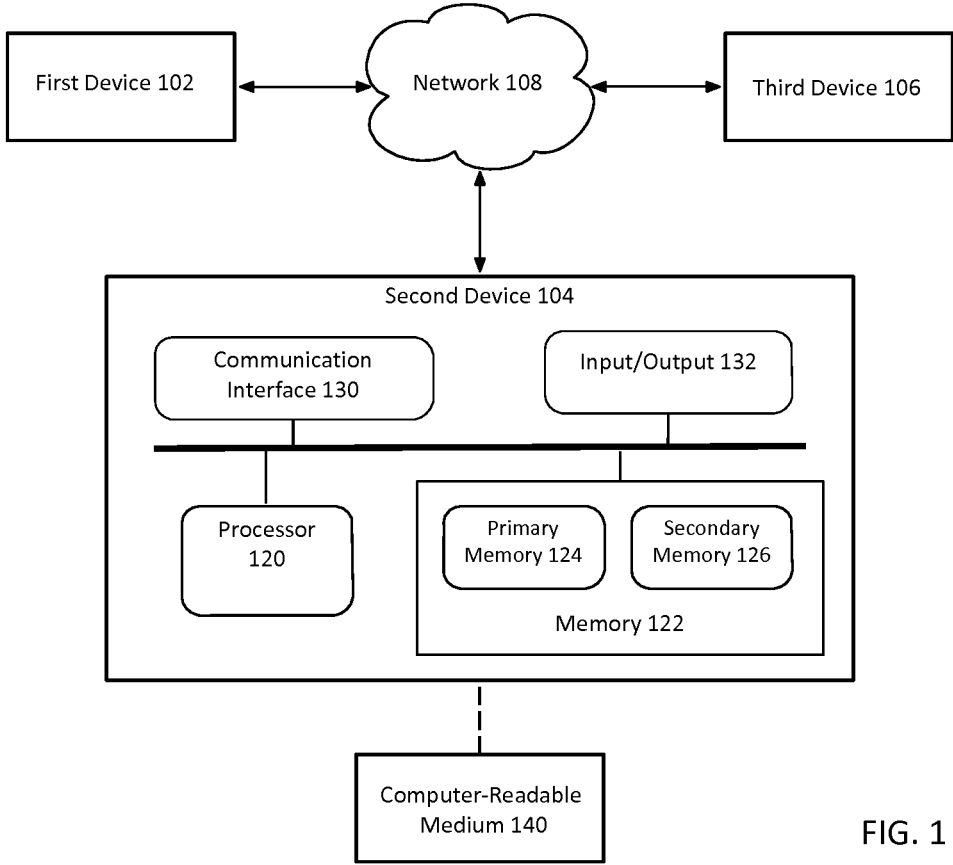 First Device 102
Network 108
Third Device 106
Second Device 104
Communication
Interface 130
Input/Output 132
Processor
120
Primary
Memory 124
Secondary
Memory 126
Memory 122
Computer-Readable
Medium 140
FIG. 1